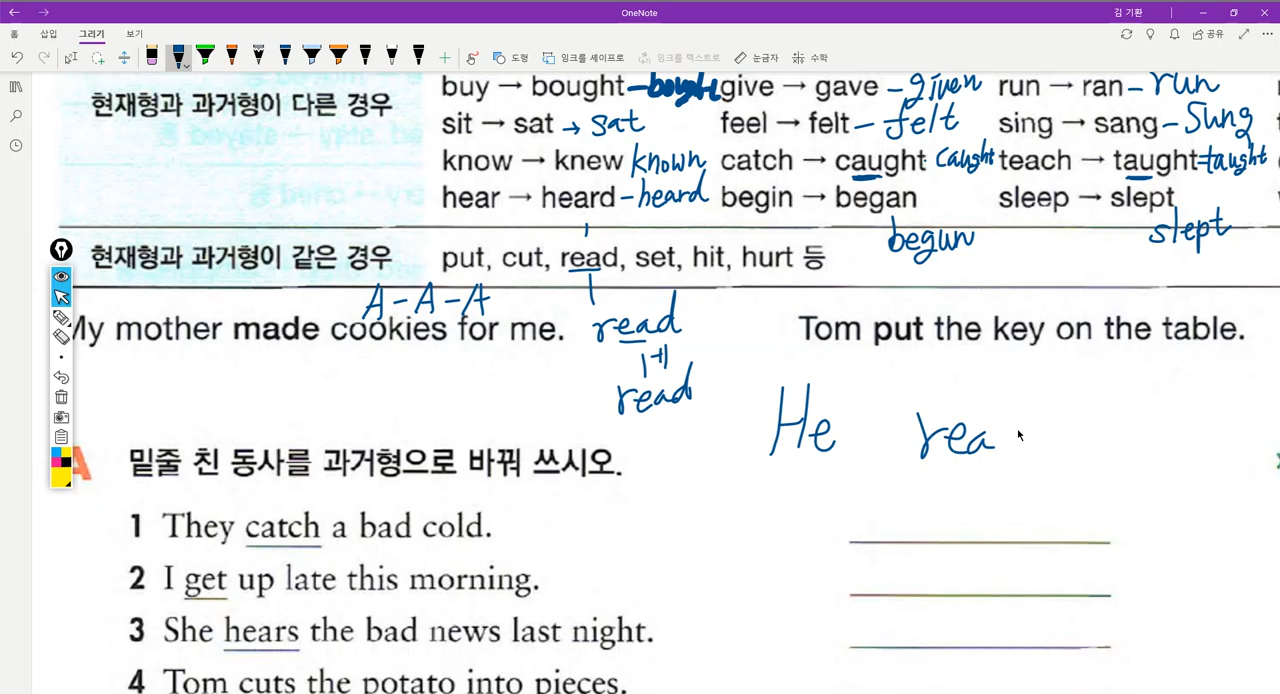 OneNote
김 기환
홈 삽입 그리기 보기
공유
도형 잉크를 셰이프로 잉크를 텍스트로 눈금자 수학
현재형과 과거형이 다른 경우
buy → bought - bought give → gave - given run → ran - run
sit → sat → sat feel → felt - felt sing → sang - Sung
know → knew known catch → caught caught teach → taught - taught
hear → heard - heard begin → began sleep → slept
begun slept
현재형과 과거형이 같은 경우 put, cut, read, set, hit, hurt 등
A - A - A
My mother made cookies for me. read Tom put the key on the table.
read
He rea
A 밑줄 친 동사를 과거형으로 바꿔 쓰시오.
1 They catch a bad cold.
2 I get up late this morning.
3 She hears the bad news last night.
4 Tom cuts the potato into pieces.